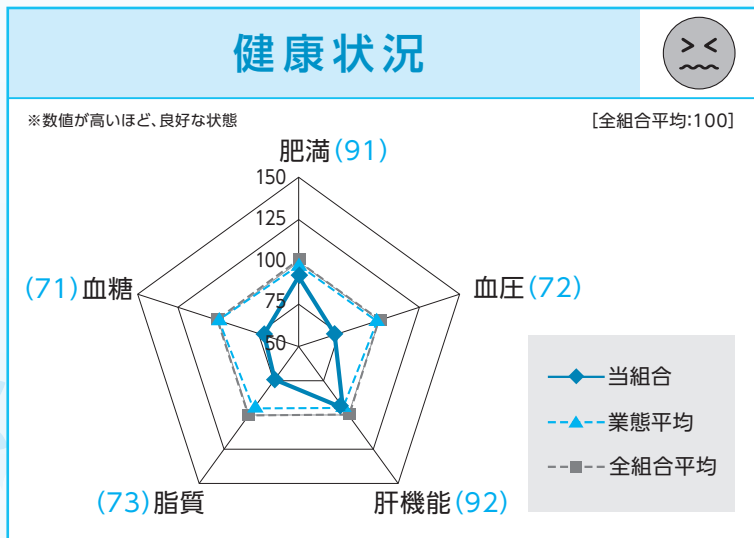 健康状況
※数値が高いほど、良好な状態
[全組合平均:100]
肥満(91)
150
125
100
75
50
(71)血糖
血圧(72)
(73)脂質
肝機能(92)
当組合
業態平均
全組合平均